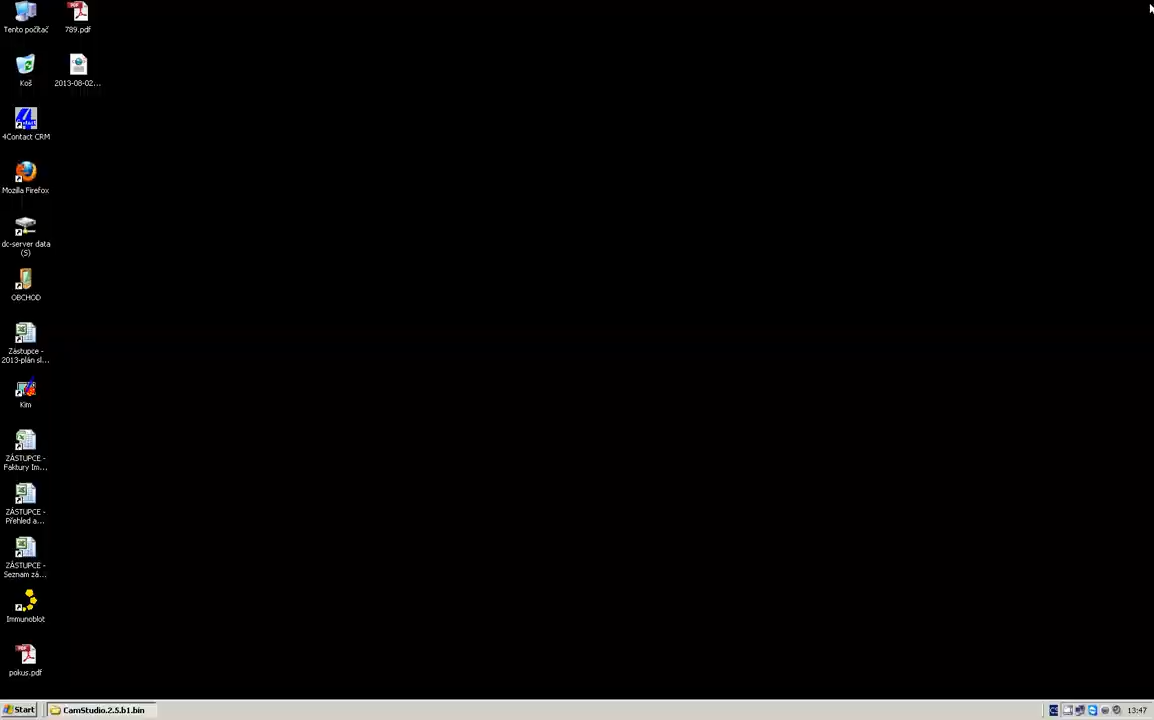 Tento počítač
789.pdf
Koš
2013-08-02...
4Contact CRM
Mozilla Firefox
dc-server data
(S)
OBCHOD
Zástupce -
2013-plán sl...
Kim
ZÁSTUPCE -
Faktury Im...
ZÁSTUPCE -
Přehled a...
ZÁSTUPCE -
Seznam zá...
Immunoblot
pokus.pdf
Start
CamStudio.2.5.b1.bin
CS
13:47